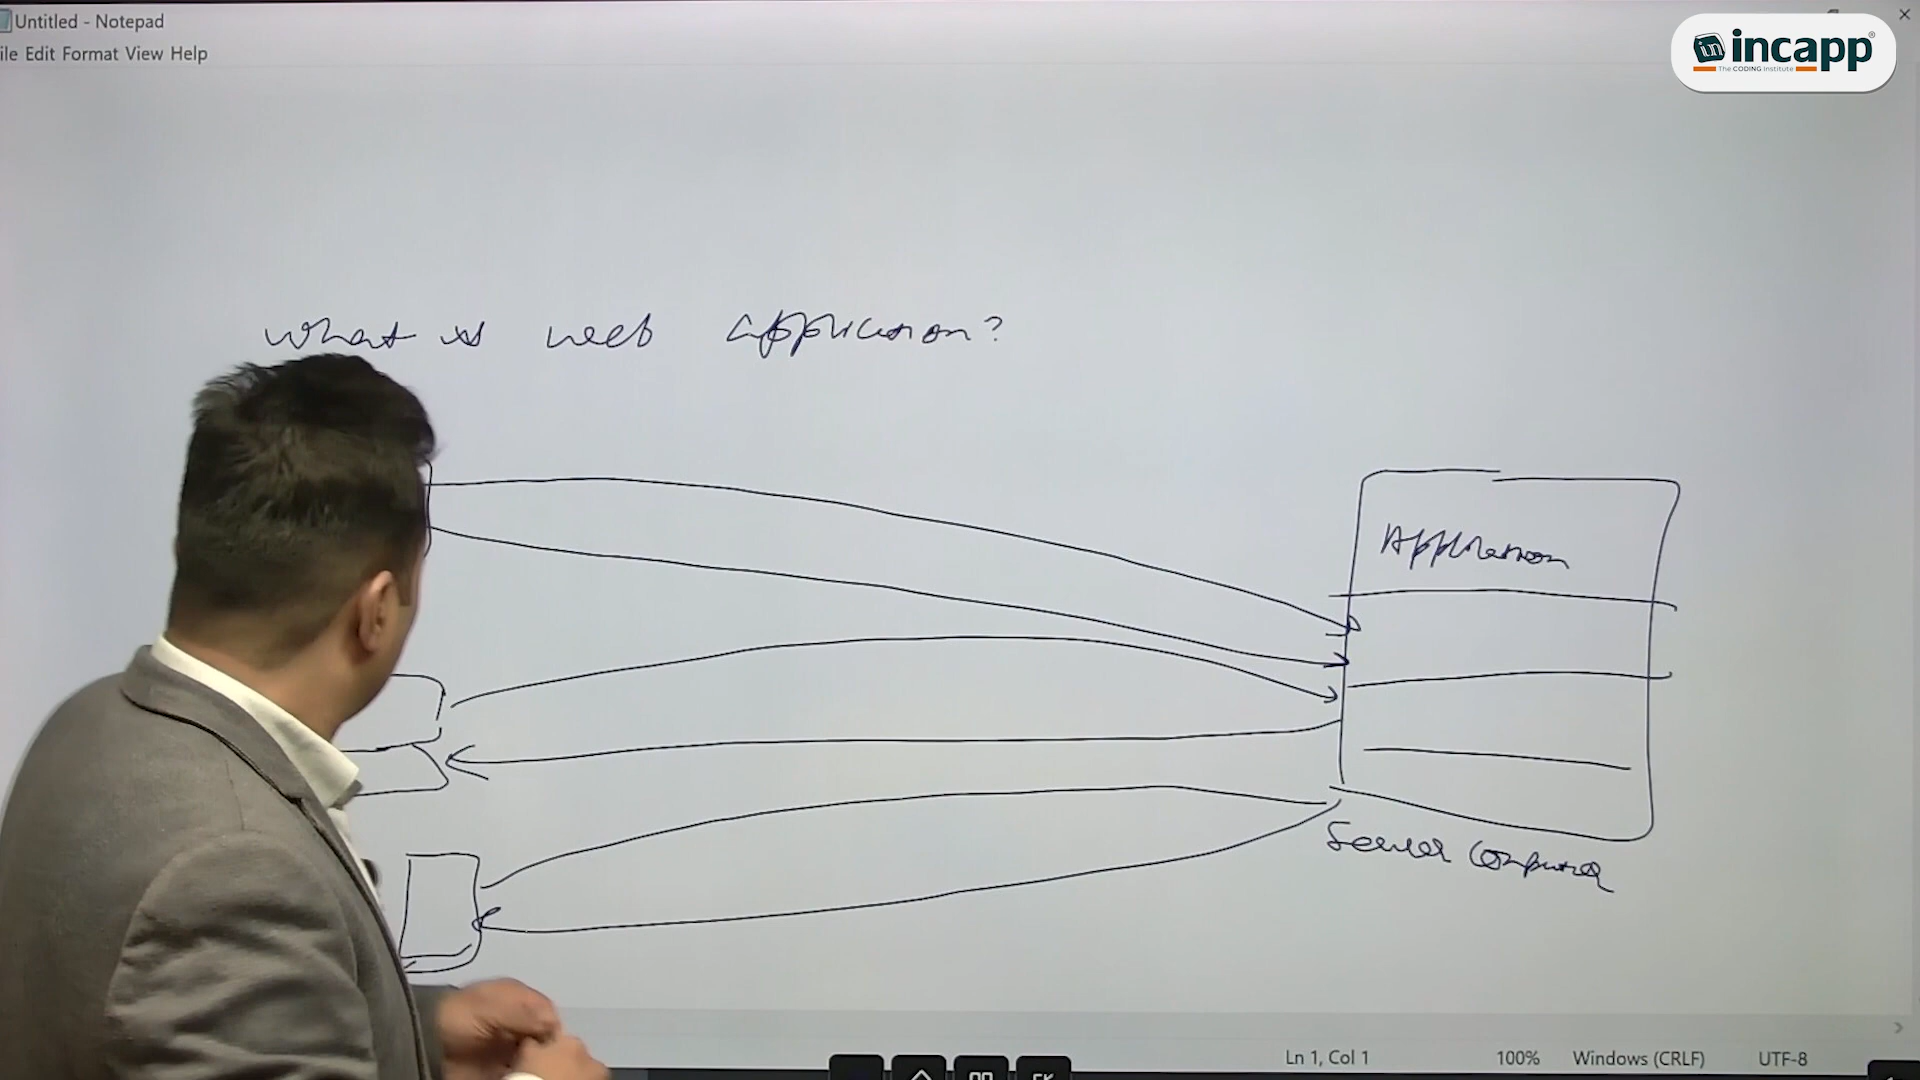 Untitled - Notepad
ile Edit Format View Help
in incapp®
The CODING Institute
What is web application?
Application
Server Computer
Ln 1, Col 1
100%
Windows (CRLF)
UTF-8